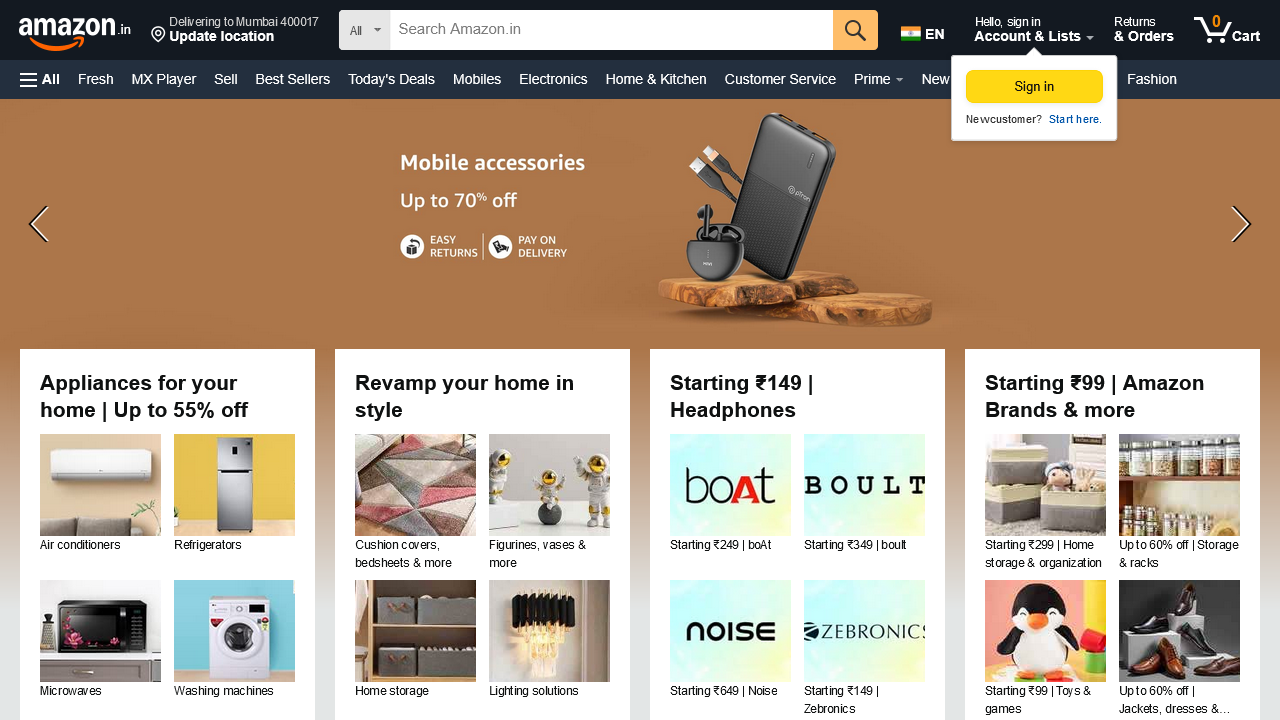 amazon.in
Delivering to Mumbai 400017
Update location
All
Search Amazon.in
EN
Hello, sign in
Account & Lists
Returns
& Orders
0
Cart
All
Fresh
MX Player
Sell
Best Sellers
Today's Deals
Mobiles
Electronics
Home & Kitchen
Customer Service
Prime
New
Fashion
Sign in
New customer? Start here.
Mobile accessories
Up to 70% off
EASY
RETURNS
PAY ON
DELIVERY
pTron
Appliances for your
home | Up to 55% off
Air conditioners
Refrigerators
Microwaves
Washing machines
Revamp your home in
style
Cushion covers,
bedsheets & more
Figurines, vases &
more
Home storage
Lighting solutions
Starting ₹149 |
Headphones
boAt
BOULT
Starting ₹249 | boAt
Starting ₹349 | boult
NOISE
ZEBRONICS
Starting ₹649 | Noise
Starting ₹149 |
Zebronics
Starting ₹99 | Amazon
Brands & more
Starting ₹299 | Home
storage & organization
Up to 60% off | Storage
& racks
Starting ₹99 | Toys &
games
Up to 60% off |
Jackets, dresses &…